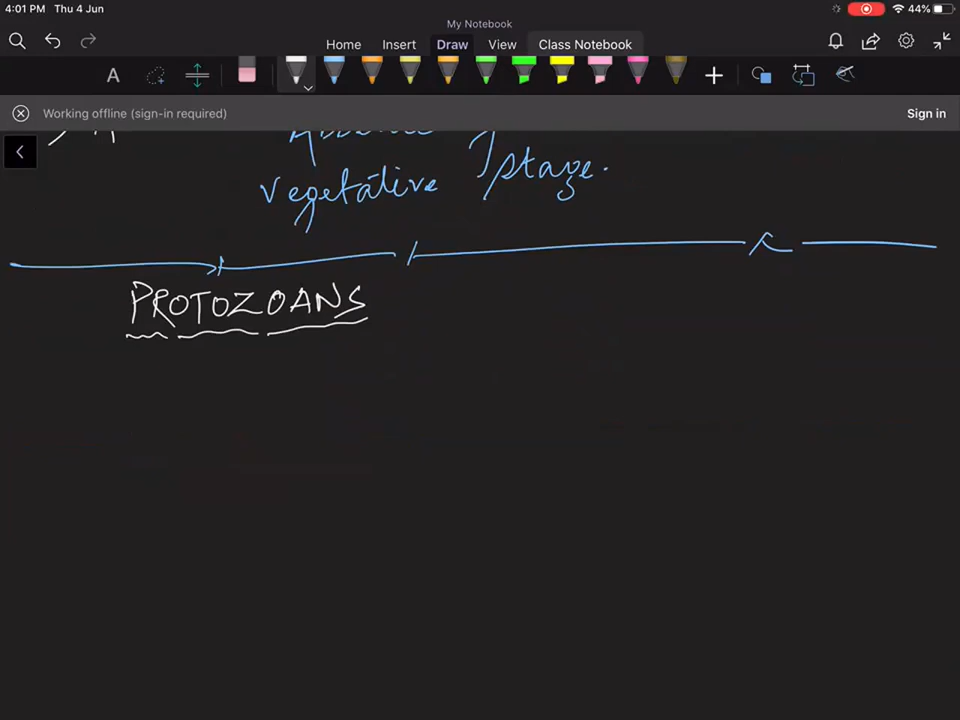 4:01 PM Thu 4 Jun
44%
My Notebook
Home Insert Draw View Class Notebook
A
Working offline (sign-in required) Sign in
vegetative stage.
PROTOZOANS